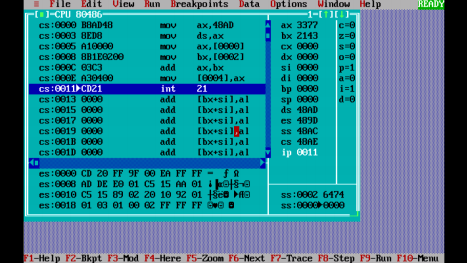 ≡ File Edit View Run Breakpoints Data Options Window Help READY
[■]=CPU 80486 1=[↑][↓]
cs:0000 B8AD48 mov ax,48AD
cs:0003 8ED8 mov ds,ax
cs:0005 A10000 mov ax,[0000]
cs:0008 8B1E0200 mov bx,[0002]
cs:000C 03C3 add ax,bx
cs:000E A30400 mov [0004],ax
cs:0011►CD21 int 21
cs:0013 0000 add [bx+si],al
cs:0015 0000 add [bx+si],al
cs:0017 0000 add [bx+si],al
cs:0019 0000 add [bx+si],al
cs:001B 0000 add [bx+si],al
cs:001D 0000 add [bx+si],al
ax 3377 c=0
bx 2143 z=0
cx 0000 s=0
dx 0000 o=0
si 0000 p=1
di 0000 a=0
bp 0000 i=1
sp 0000 d=0
ds 48AD
es 489D
ss 48AC
cs 48AE
ip 0011
es:0000 CD 20 FF 9F 00 EA FF FF
es:0008 AD DE E0 01 C5 15 AA 01
es:0010 C5 15 89 02 20 10 92 01
es:0018 01 03 01 00 02 FF FF FF
ss:0002 6474
ss:0000►0000
F1-Help F2-Bkpt F3-Mod F4-Here F5-Zoom F6-Next F7-Trace F8-Step F9-Run F10-Menu